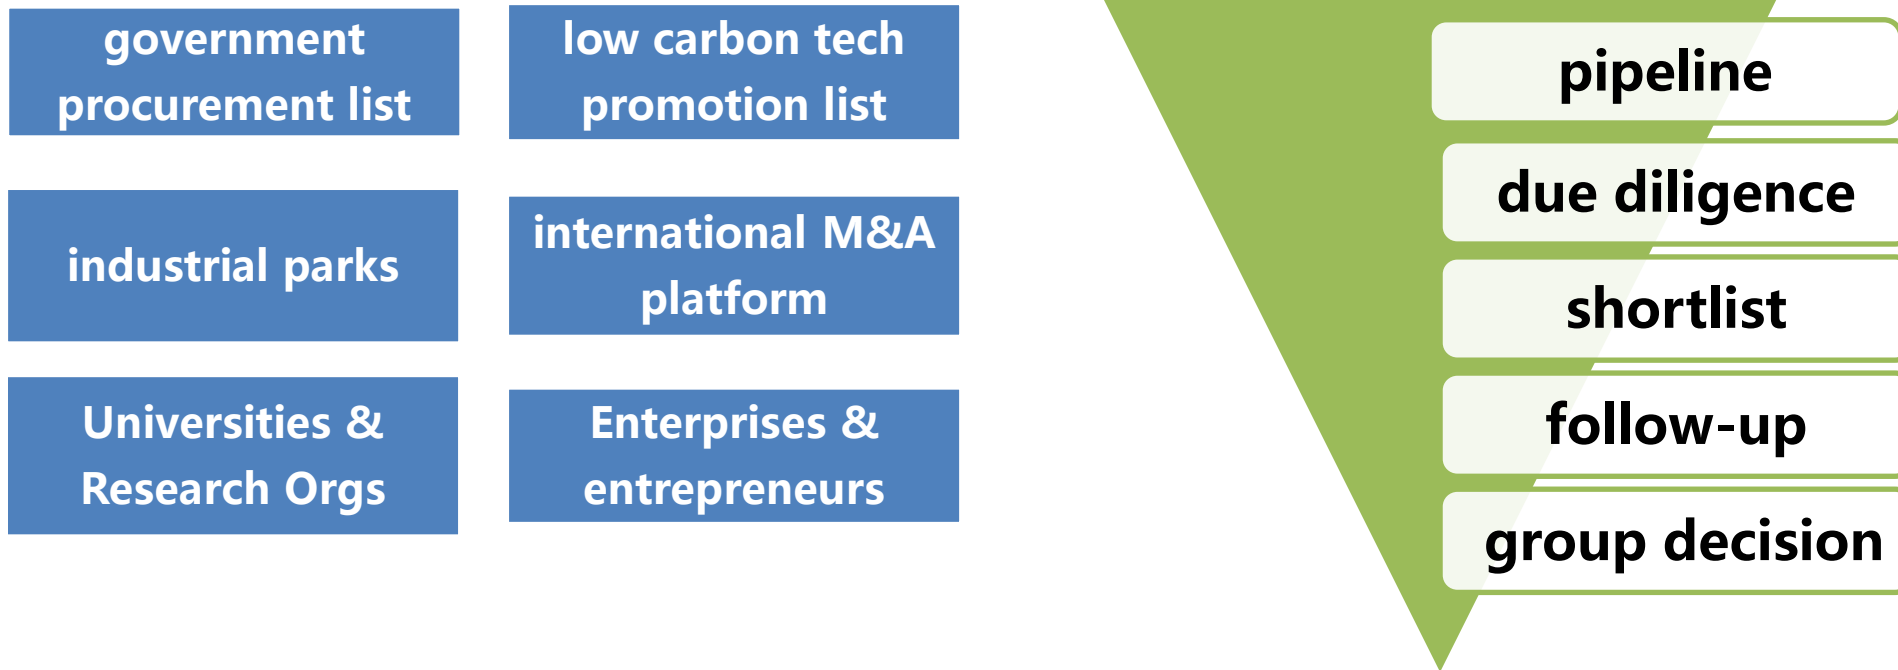 government
procurement list
low carbon tech
promotion list
industrial parks
international M&A
platform
Universities &
Research Orgs
Enterprises &
entrepreneurs
pipeline
due diligence
shortlist
follow-up
group decision